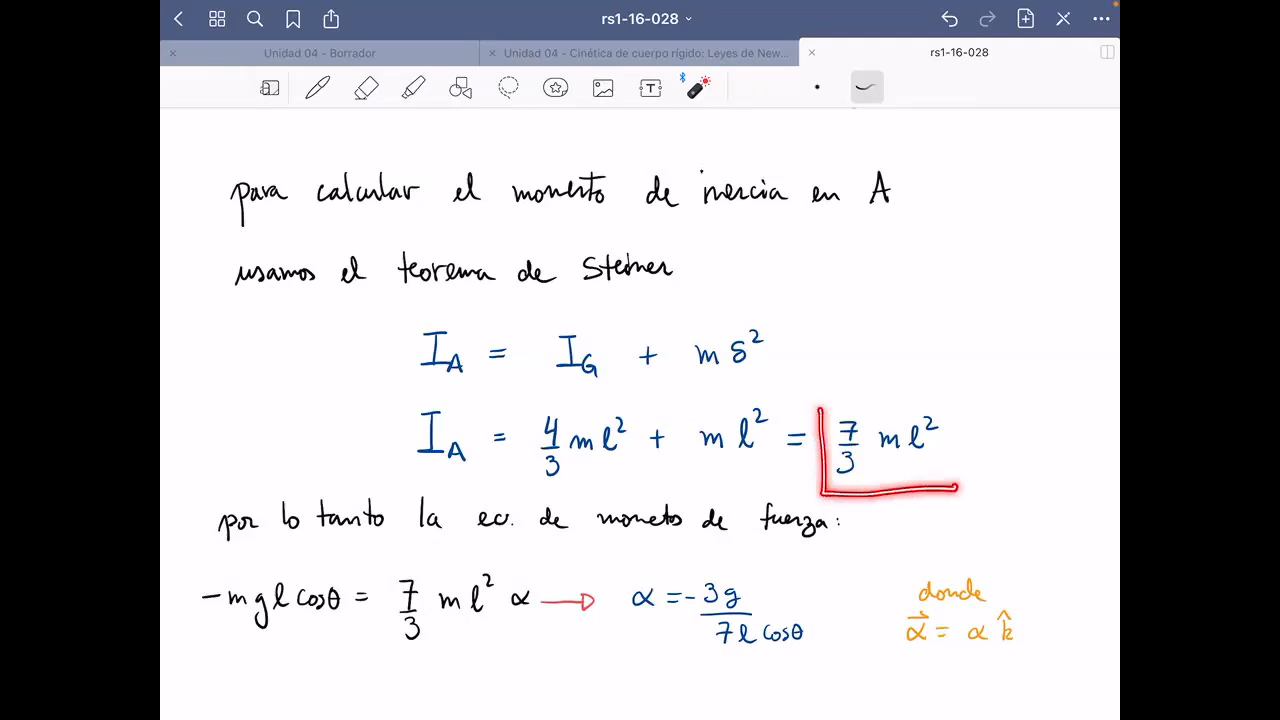 rs1-16-028
Unidad 04 - Borrador
Unidad 04 - Cinética de cuerpo rígido: Leyes de New...
rs1-16-028
para calcular el momento de inercia en A
usamos el teorema de Steiner
I_A = I_G + m δ²
I_A = 4/3 m l² + m l² = 7/3 m l²
por lo tanto la ec. de monetos de fuerza:
-m g l cosθ = 7/3 m l² α → α = - 3g / 7l cosθ
donde
α⃗ = α k̂